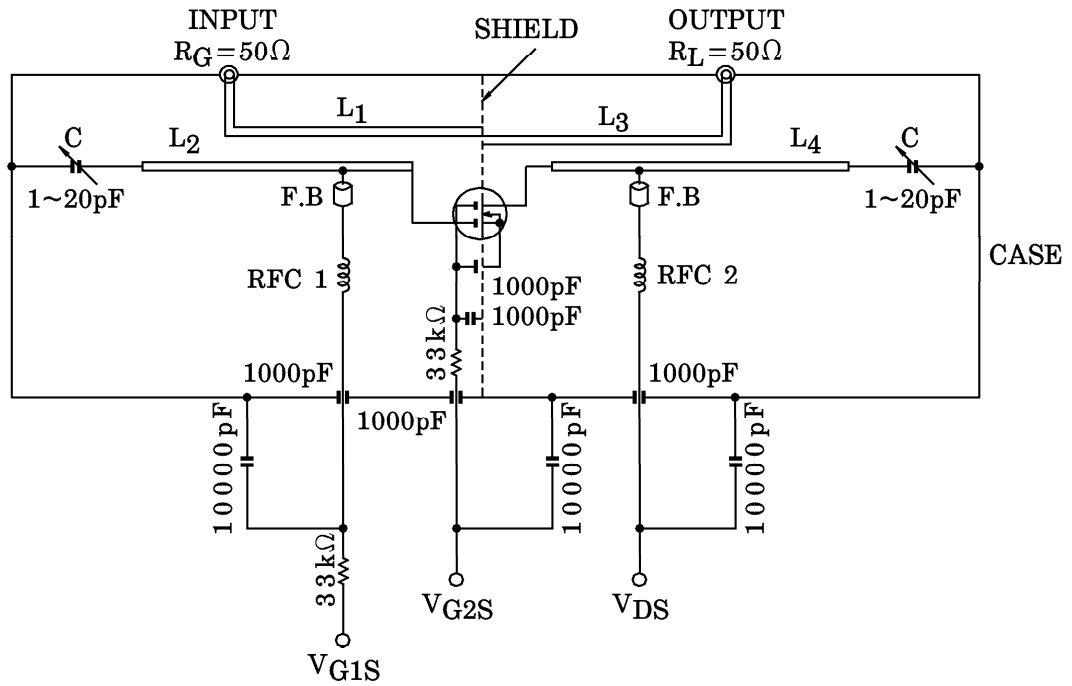 INPUT
RG=50Ω
SHIELD
OUTPUT
RL=50Ω
L1
L3
C
L2
L4
C
1~20pF
F.B
F.B
1~20pF
RFC 1
RFC 2
CASE
1000pF
1000pF
33kΩ
1000pF
1000pF
1000pF
10000pF
10000pF
10000pF
33kΩ
VG2S
VDS
VG1S